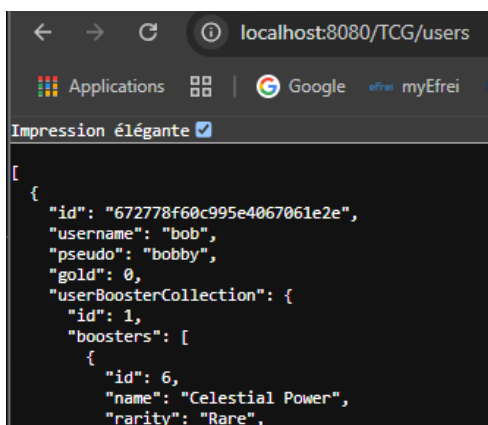 localhost:8080/TCG/users
Applications Google efrei myEfrei
Impression élégante
[
  {
    "id": "672778f60c995e4067061e2e",
    "username": "bob",
    "pseudo": "bobby",
    "gold": 0,
    "userBoosterCollection": {
      "id": 1,
      "boosters": [
        {
          "id": 6,
          "name": "Celestial Power",
          "rarity": "Rare",